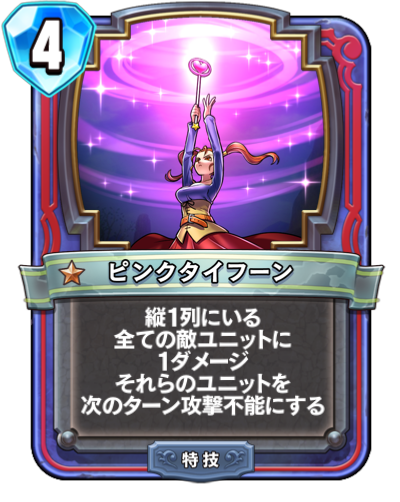 4
ピンクタイフーン
縦1列にいる
全ての敵ユニットに
1ダメージ
それらのユニットを
次のターン攻撃不能にする
特技